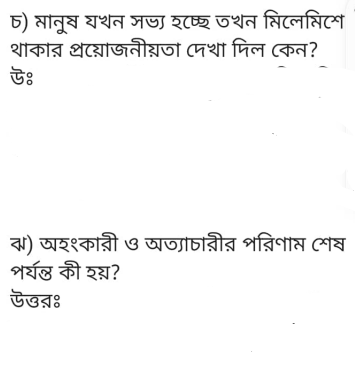 চ) মানুষ যখন সভ্য হচ্ছে তখন মিলেমিশে
থাকার প্রয়োজনীয়তা দেখা দিল কেন?
উঃ
ঝ) অহংকারী ও অত্যাচারীর পরিণাম শেষ
পর্যন্ত কী হয়?
উত্তরঃ